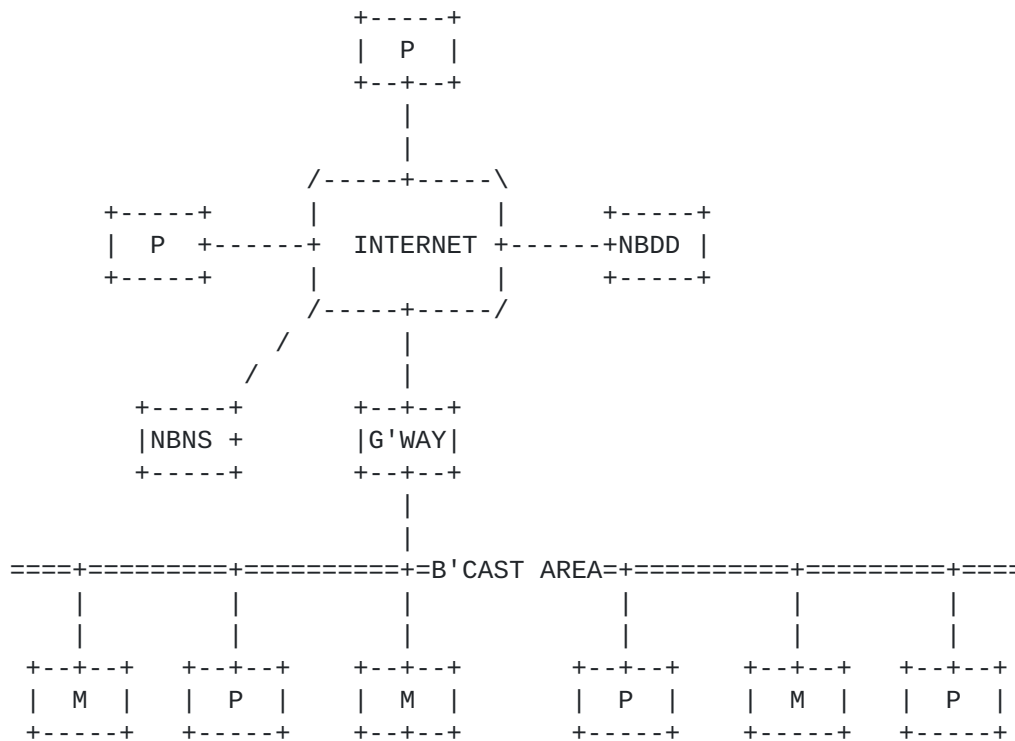 P
P INTERNET NBDD
NBNS G'WAY
B'CAST AREA
M P M P M P